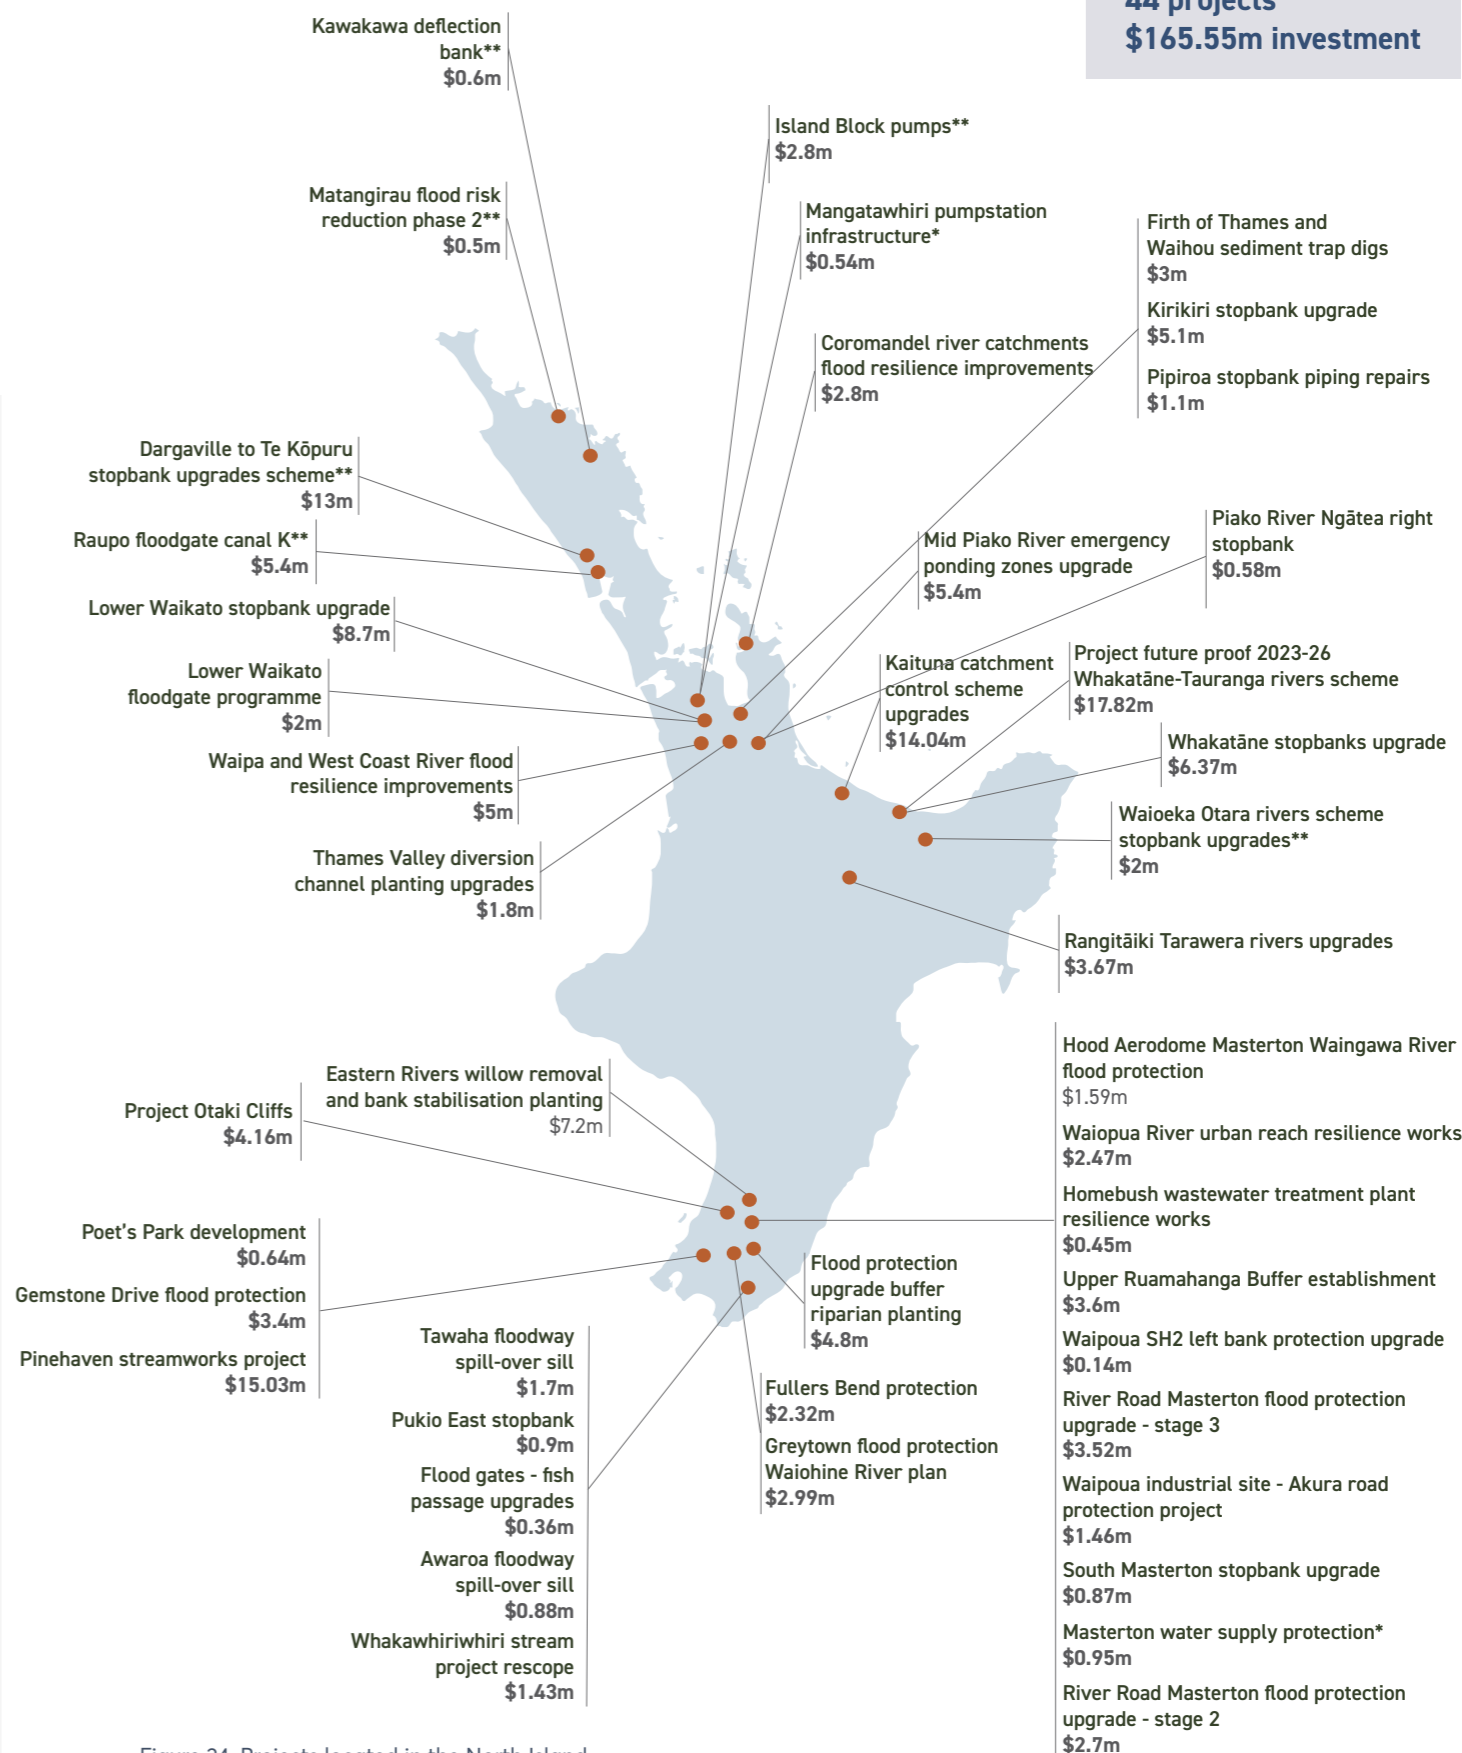 44 projects
$165.55m investment
Kawakawa deflection
bank**
$0.6m
Island Block pumps**
$2.8m
Matangirau flood risk
reduction phase 2**
$0.5m
Mangatawhiri pumpstation
infrastructure*
$0.54m
Firth of Thames and
Waihou sediment trap digs
$3m
Kirikiri stopbank upgrade
$5.1m
Pipiroa stopbank piping repairs
$1.1m
Coromandel river catchments
flood resilience improvements
$2.8m
Dargaville to Te Kōpuru
stopbank upgrades scheme**
$13m
Raupo floodgate canal K**
$5.4m
Mid Piako River emergency
ponding zones upgrade
$5.4m
Piako River Ngātea right
stopbank
$0.58m
Lower Waikato stopbank upgrade
$8.7m
Lower Waikato
floodgate programme
$2m
Kaituna catchment
control scheme
upgrades
$14.04m
Project future proof 2023-26
Whakatāne-Tauranga rivers scheme
$17.82m
Whakatāne stopbanks upgrade
$6.37m
Waipa and West Coast River flood
resilience improvements
$5m
Waioeka Otara rivers scheme
stopbank upgrades**
$2m
Thames Valley diversion
channel planting upgrades
$1.8m
Rangitāiki Tarawera rivers upgrades
$3.67m
Eastern Rivers willow removal
and bank stabilisation planting
$7.2m
Project Otaki Cliffs
$4.16m
Hood Aerodome Masterton Waingawa River
flood protection
$1.59m
Waiopua River urban reach resilience works
$2.47m
Homebush wastewater treatment plant
resilience works
$0.45m
Upper Ruamahanga Buffer establishment
$3.6m
Waipoua SH2 left bank protection upgrade
$0.14m
River Road Masterton flood protection
upgrade - stage 3
$3.52m
Waipoua industrial site - Akura road
protection project
$1.46m
South Masterton stopbank upgrade
$0.87m
Masterton water supply protection*
$0.95m
River Road Masterton flood protection
upgrade - stage 2
$2.7m
Poet's Park development
$0.64m
Gemstone Drive flood protection
$3.4m
Pinehaven streamworks project
$15.03m
Flood protection
upgrade buffer
riparian planting
$4.8m
Tawaha floodway
spill-over sill
$1.7m
Pukio East stopbank
$0.9m
Flood gates - fish
passage upgrades
$0.36m
Awaroa floodway
spill-over sill
$0.88m
Whakawhiriwhiri stream
project rescope
$1.43m
Fullers Bend protection
$2.32m
Greytown flood protection
Waiohine River plan
$2.99m
Figure 24. Projects located in the North Island